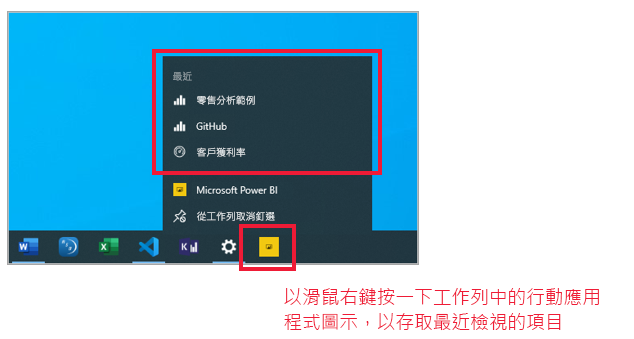 最近
零售分析範例
GitHub
客戶獲利率
Microsoft Power BI
從工作列取消釘選
以滑鼠右鍵按一下工作列中的行動應用
程式圖示，以存取最近檢視的項目